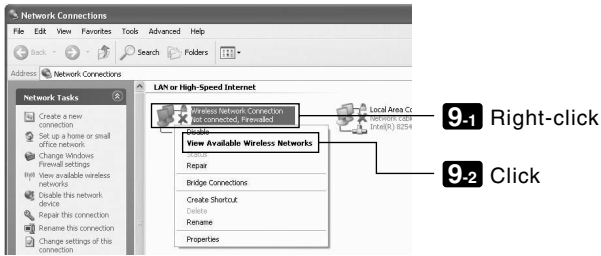 Network Connections
File Edit View Favorites Tools Advanced Help
Back Search Folders
Address Network Connections
Network Tasks
Create a new connection
Set up a home or small office network
Change Windows Firewall settings
View available wireless networks
Disable this network device
Repair this connection
Rename this connection
Change settings of this connection
LAN or High-Speed Internet
Wireless Network Connection
Not connected, Firewalled
Local Area Co
Network cable
Intel(R) 8254
Disable
View Available Wireless Networks
Status
Repair
Bridge Connections
Create Shortcut
Delete
Rename
Properties
9-1 Right-click
9-2 Click